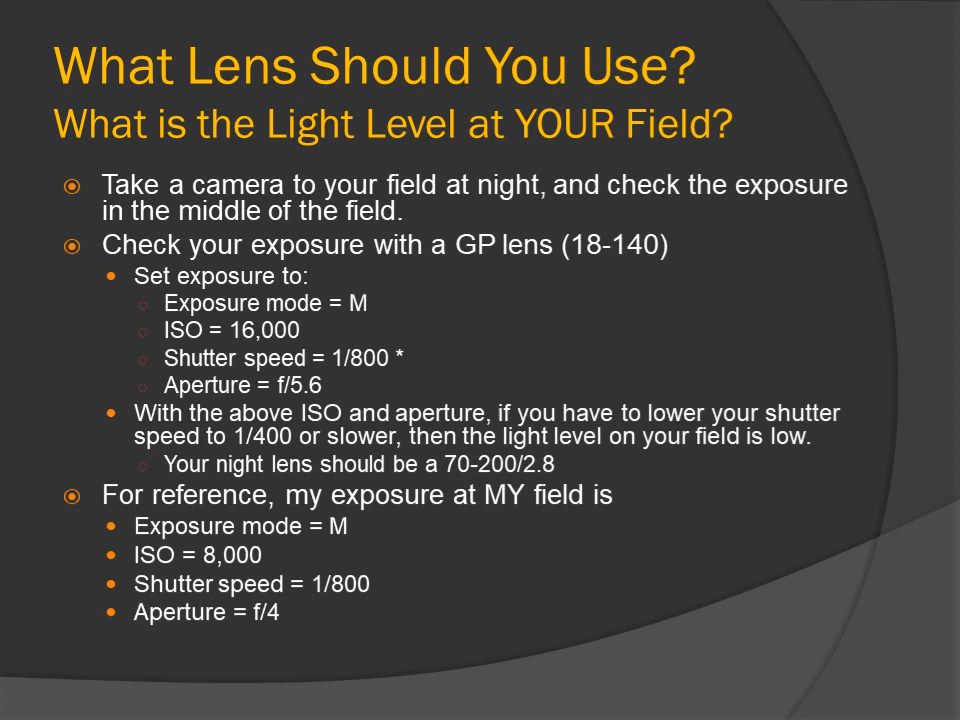 What Lens Should You Use?
What is the Light Level at YOUR Field?
Take a camera to your field at night, and check the exposure
in the middle of the field.
Check your exposure with a GP lens (18-140)
Set exposure to:
Exposure mode = M
ISO = 16,000
Shutter speed = 1/800 *
Aperture = f/5.6
With the above ISO and aperture, if you have to lower your shutter
speed to 1/400 or slower, then the light level on your field is low.
Your night lens should be a 70-200/2.8
For reference, my exposure at MY field is
Exposure mode = M
ISO = 8,000
Shutter speed = 1/800
Aperture = f/4